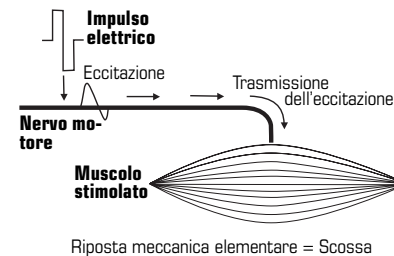 Impulso
elettrico
Eccitazione
Trasmissione
dell'eccitazione
Nervo mo-
tore
Muscolo
stimolato
Riposta meccanica elementare = Scossa